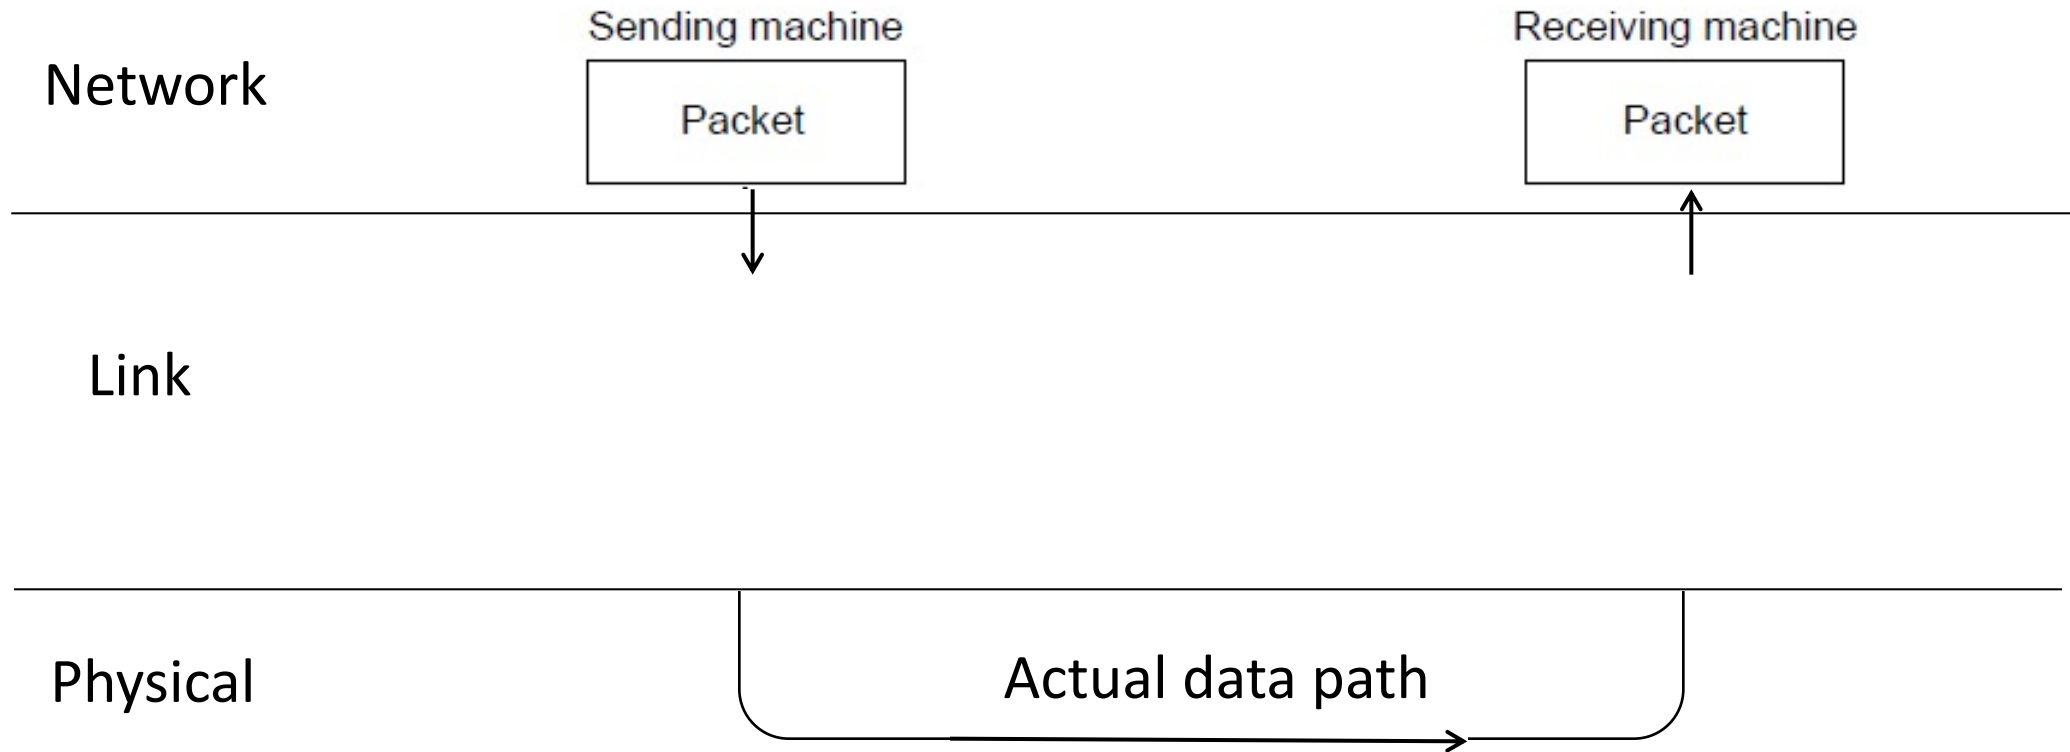 Sending machine
Receiving machine
Network
Packet
Packet
Link
Physical
Actual data path